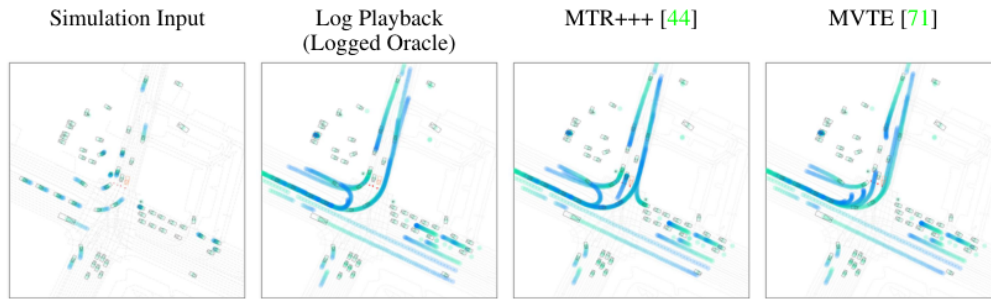 Simulation Input
Log Playback
(Logged Oracle)
MTR+++ [44]
MVTE [71]